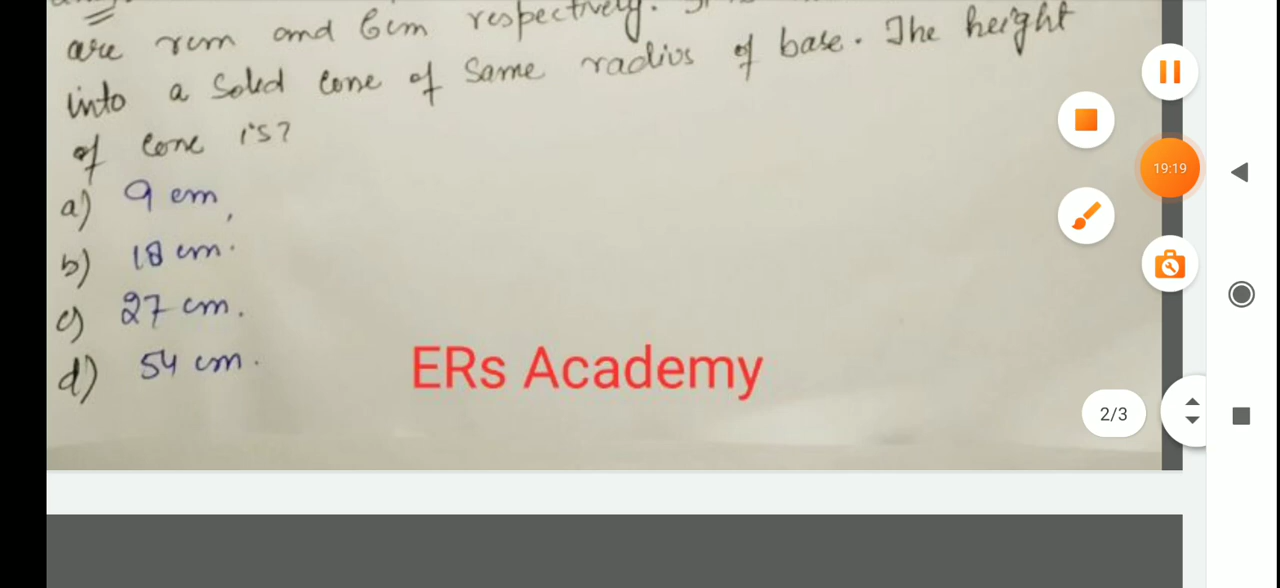 are rcm and 6cm respectively.
into a solid cone of same radius of base. The height
of cone is?
a) 9 cm,
b) 18 cm.
c) 27 cm.
d) 54 cm.
ERs Academy
19:19
2/3